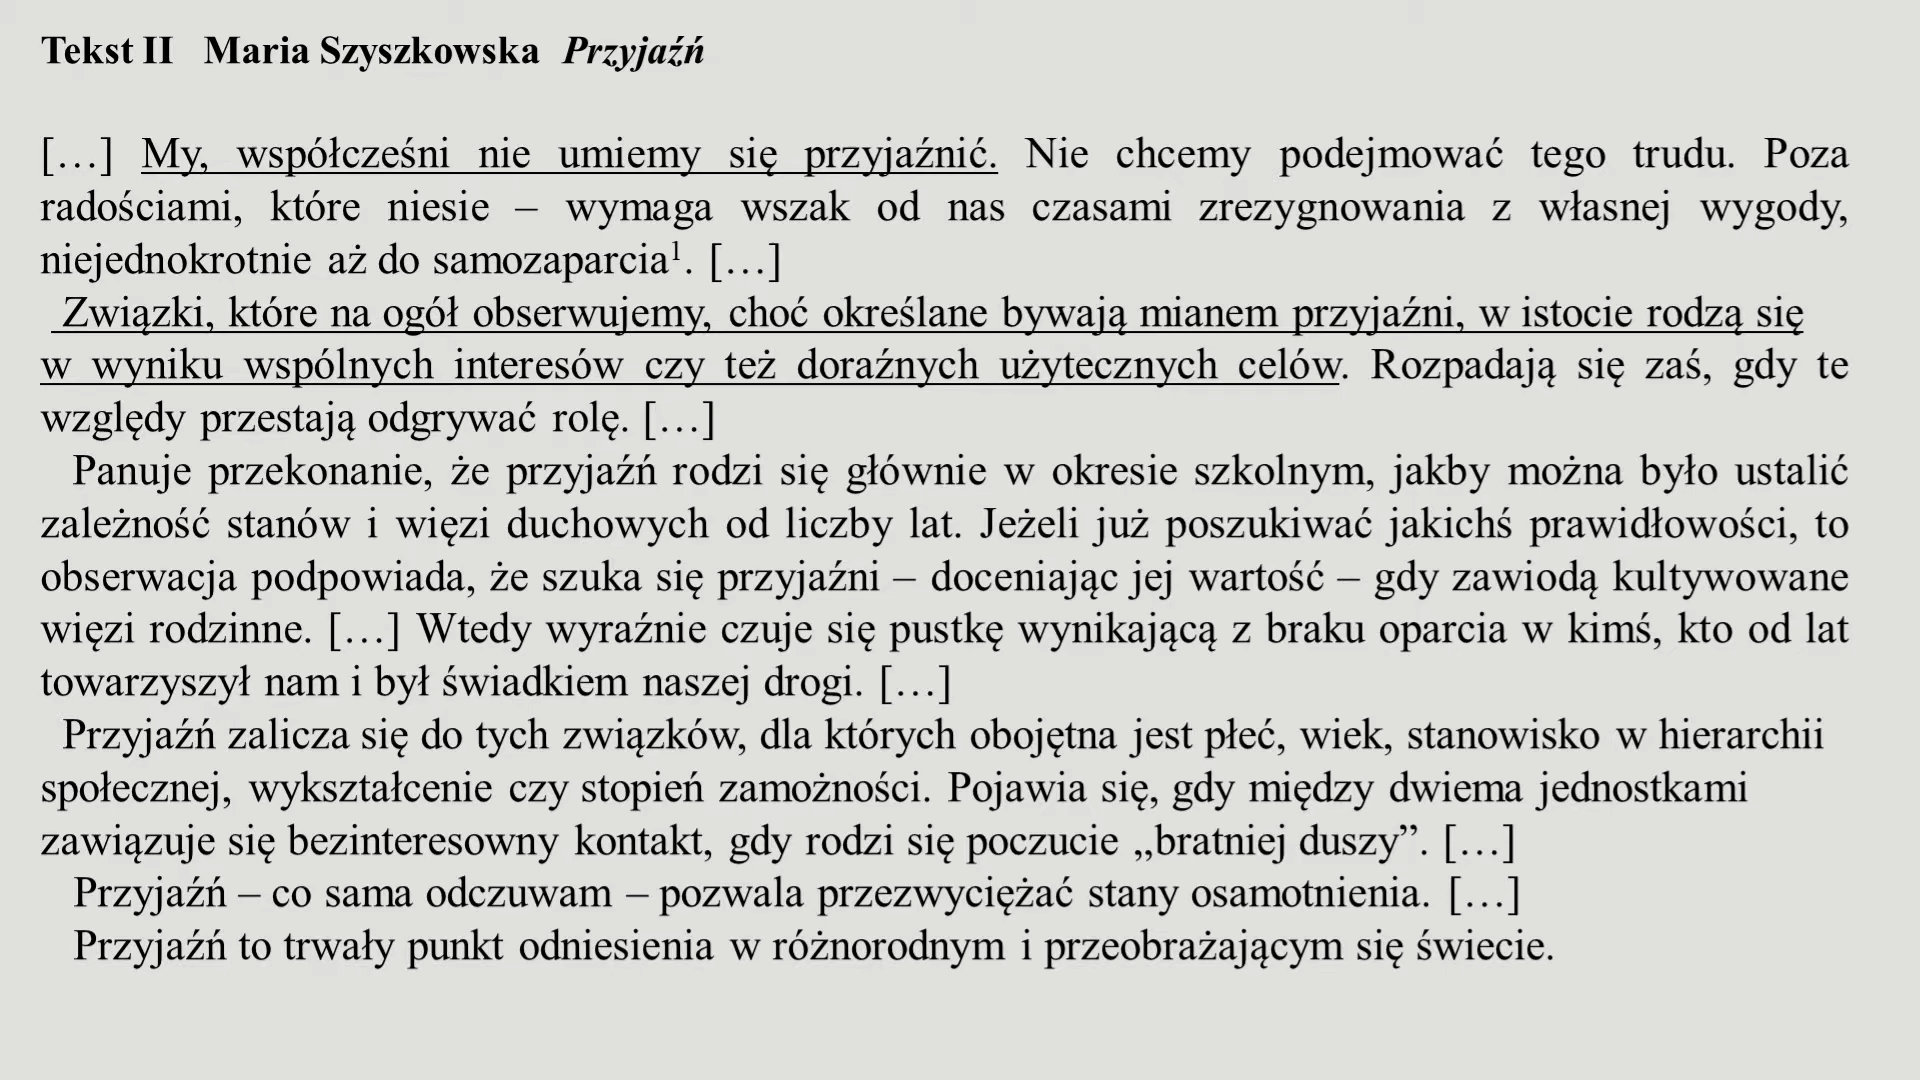 Tekst II Maria Szyszkowska Przyjaźń
[…] My, współcześni nie umiemy się przyjaźnić. Nie chcemy podejmować tego trudu. Poza
radościami, które niesie – wymaga wszak od nas czasami zrezygnowania z własnej wygody,
niejednokrotnie aż do samozaparcia¹. […]
Związki, które na ogół obserwujemy, choć określane bywają mianem przyjaźni, w istocie rodzą się
w wyniku wspólnych interesów czy też doraźnych użytecznych celów. Rozpadają się zaś, gdy te
względy przestają odgrywać rolę. […]
Panuje przekonanie, że przyjaźń rodzi się głównie w okresie szkolnym, jakby można było ustalić
zależność stanów i więzi duchowych od liczby lat. Jeżeli już poszukiwać jakichś prawidłowości, to
obserwacja podpowiada, że szuka się przyjaźni – doceniając jej wartość – gdy zawiodą kultywowane
więzi rodzinne. […] Wtedy wyraźnie czuje się pustkę wynikającą z braku oparcia w kimś, kto od lat
towarzyszył nam i był świadkiem naszej drogi. […]
Przyjaźń zalicza się do tych związków, dla których obojętna jest płeć, wiek, stanowisko w hierarchii
społecznej, wykształcenie czy stopień zamożności. Pojawia się, gdy między dwiema jednostkami
zawiązuje się bezinteresowny kontakt, gdy rodzi się poczucie „bratniej duszy”. […]
Przyjaźń – co sama odczuwam – pozwala przezwyciężać stany osamotnienia. […]
Przyjaźń to trwały punkt odniesienia w różnorodnym i przeobrażającym się świecie.